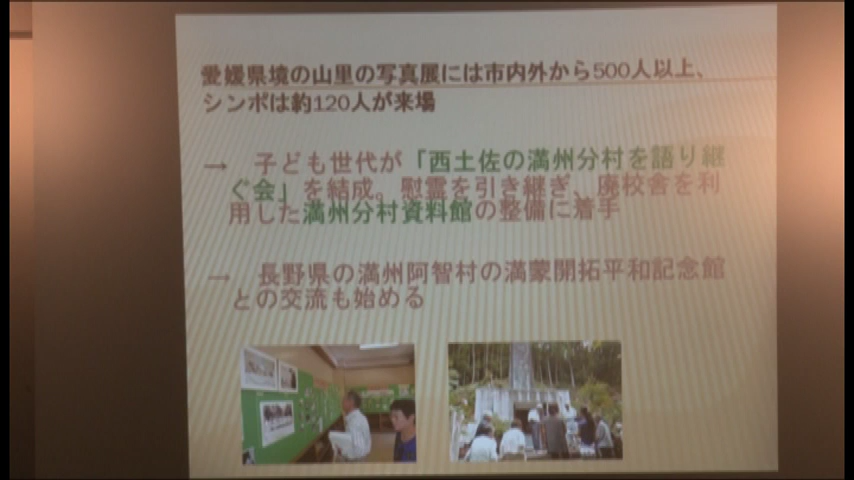 愛媛県境の山里の写真展には市内外から500人以上、
シンポは約120人が来場
→ 子ども世代が「西土佐の満州分村を語り継
ぐ会」を結成。慰霊を引き継ぎ、廃校舎を利
用した満州分村資料館の整備に着手
→ 長野県の満州阿智村の満蒙開拓平和記念館
との交流も始める